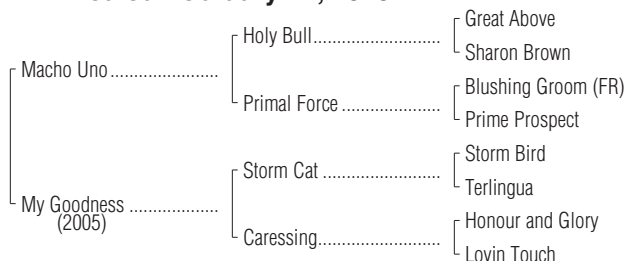 Holy Bull
Great Above
Sharon Brown
Macho Uno
Primal Force
Blushing Groom (FR)
Prime Prospect
My Goodness
(2005)
Storm Cat
Storm Bird
Terlingua
Caressing
Honour and Glory
Lovin Touch